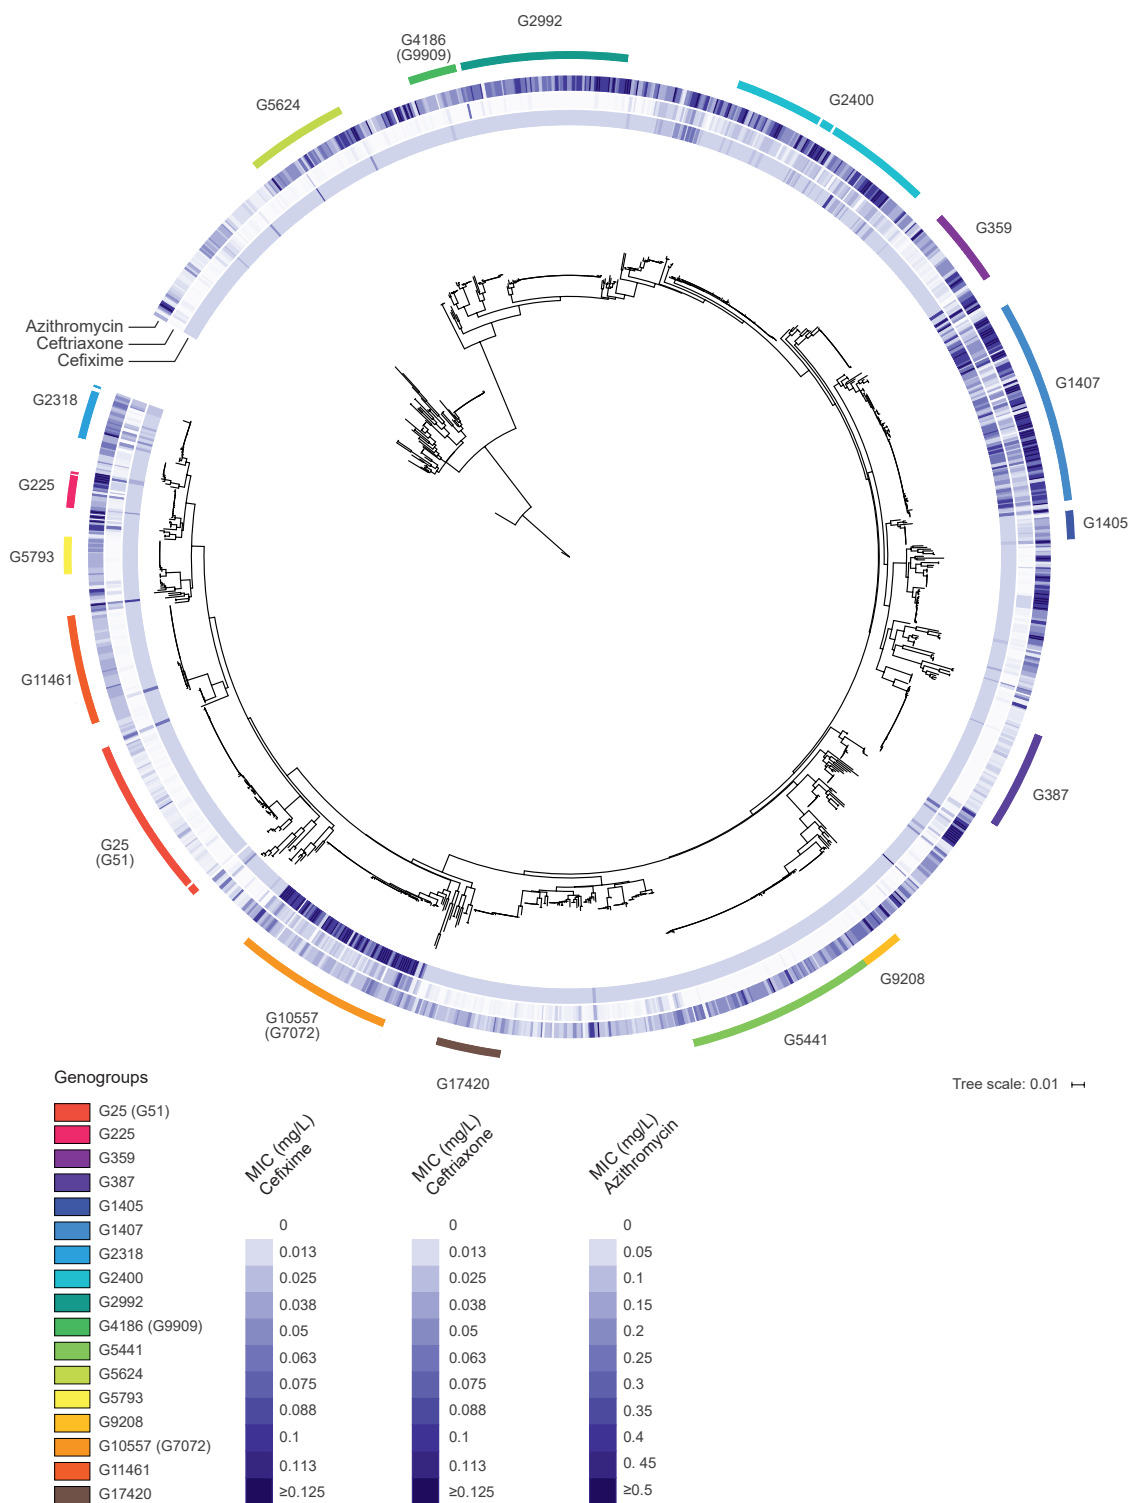 G2992
G4186
(G9909)
G5624
G2400
G359
Azithromycin
Ceftriaxone
Cefixime
G1407
G2318
G225
G1405
G5793
G11461
G387
G25
(G51)
G9208
G10557
(G7072)
G5441
G17420
Tree scale: 0.01
Genogroups
G25 (G51)
G225
G359
G387
G1405
G1407
G2318
G2400
G2992
G4186 (G9909)
G5441
G5624
G5793
G9208
G10557 (G7072)
G11461
G17420
MIC (mg/L)
Cefixime
0
0.013
0.025
0.038
0.05
0.063
0.075
0.088
0.1
0.113
≥0.125
MIC (mg/L)
Ceftriaxone
0
0.013
0.025
0.038
0.05
0.063
0.075
0.088
0.1
0.113
≥0.125
MIC (mg/L)
Azithromycin
0
0.05
0.1
0.15
0.2
0.25
0.3
0.35
0.4
0. 45
≥0.5